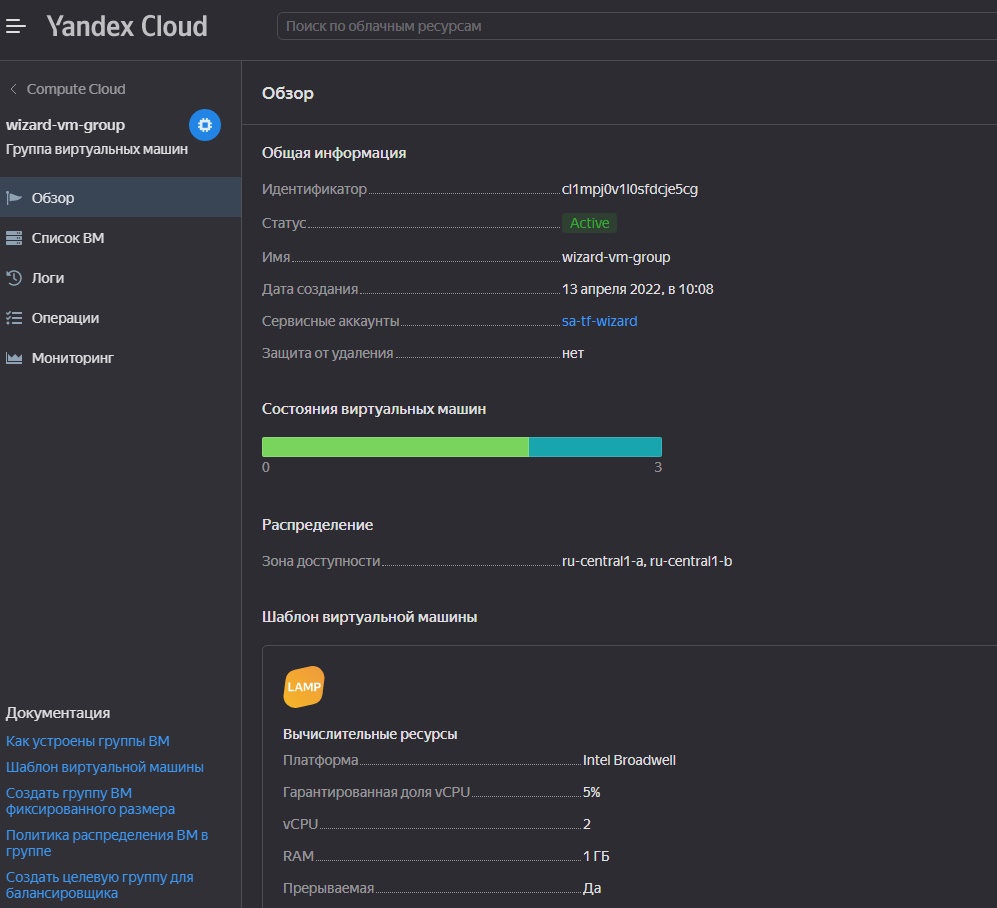 Yandex Cloud
Поиск по облачным ресурсам
Compute Cloud
wizard-vm-group
Группа виртуальных машин
Обзор
Список ВМ
Логи
Операции
Мониторинг
Документация
Как устроены группы ВМ
Шаблон виртуальной машины
Создать группу ВМ
фиксированного размера
Политика распределения ВМ в
группе
Создать целевую группу для
балансировщика
Обзор
Общая информация
Идентификатор cl1mpj0v1l0sfdcje5cg
Статус Active
Имя wizard-vm-group
Дата создания 13 апреля 2022, в 10:08
Сервисные аккаунты sa-tf-wizard
Защита от удаления нет
Состояния виртуальных машин
0 3
Распределение
Зона доступности ru-central1-a, ru-central1-b
Шаблон виртуальной машины
LAMP
Вычислительные ресурсы
Платформа Intel Broadwell
Гарантированная доля vCPU 5%
vCPU 2
RAM 1 ГБ
Прерываемая Да